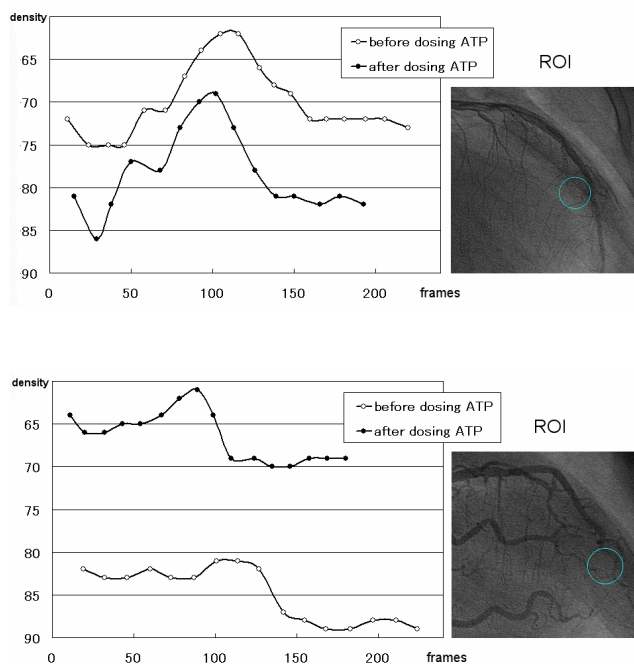 density
before dosing ATP
after dosing ATP
ROI
65
70
75
80
85
90
0 50 100 150 200 frames
density
before dosing ATP
after dosing ATP
ROI
65
70
80
85
90
0 50 100 150 200 frames